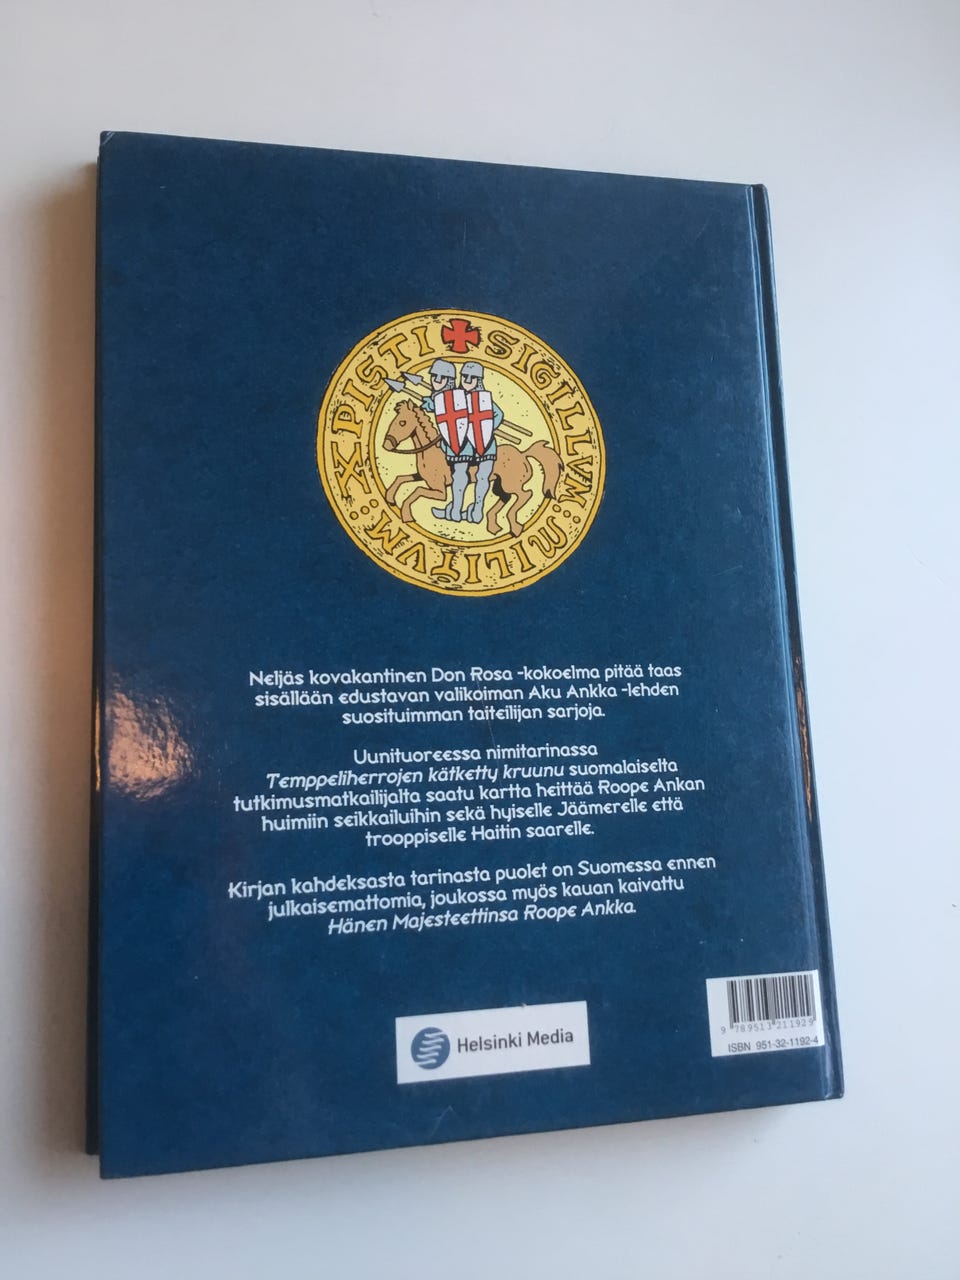 SIGILLVM:MILITVM:XPISTI
Neljäs kovakantinen Don Rosa -kokoelma pitää taas
sisällään edustavan valikoiman Aku Ankka -lehden
suosituimman taiteilijan sarjoja.
Uunituoreessa nimitarinassa
Temppeliherrojen kätketty kruunu suomalaiselta
tutkimusmatkailijalta saatu kartta heittää Roope Ankan
huimiin seikkailuihin sekä hyiselle Jäämerelle että
trooppiselle Haitin saarelle.
Kirjan kahdeksasta tarinasta puolet on Suomessa ennen
julkaisemattomia, joukossa myös kauan kaivattu
Hänen Majesteettinsa Roope Ankka.
Helsinki Media
9 789513 211929
ISBN 951-32-1192-4